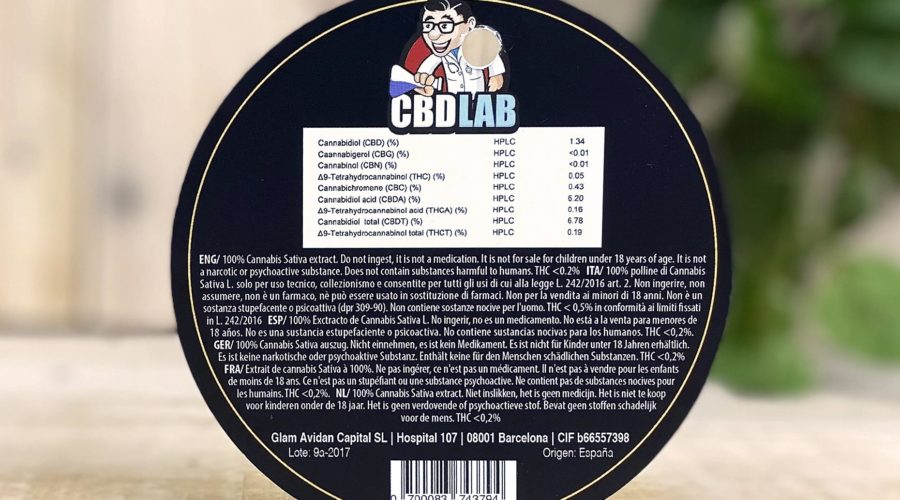 CBDLAB
Cannabidiol (CBD) (%) HPLC 1.34
Caannabigerol (CBG) (%) HPLC <0.01
Cannabinol (CBN) (%) HPLC <0.01
Δ9-Tetrahydrocannabinol (THC) (%) HPLC 0.05
Cannabichromene (CBC) (%) HPLC 0.43
Cannabidiol acid (CBDA) (%) HPLC 6.20
Δ9-Tetrahydrocannabinol acid (THCA) (%) HPLC 0.16
Cannabidiol total (CBDT) (%) HPLC 6.78
Δ9-Tetrahydrocannabinol total (THCT) (%) HPLC 0.19
ENG/ 100% Cannabis Sativa extract. Do not ingest, it is not a medication. It is not for sale for children under 18 years of age. It is not
a narcotic or psychoactive substance. Does not contain substances harmful to humans. THC <0.2% ITA/ 100% polline di Cannabis
Sativa L. solo per uso tecnico, collezionismo e consentite per tutti gli usi di cui alla legge L. 242/2016 art. 2. Non ingerire, non
assumere, non è un farmaco, nè può essere usato in sostituzione di farmaci. Non per la vendita ai minori di 18 anni. Non è un
sostanza stupefacente o psicoattiva (dpr 309-90). Non contiene sostanze nocive per l'uomo. THC < 0,5% in conformità ai limiti fissati
in L. 242/2016 ESP/ 100% Exctracto de Cannabis Sativa L. No ingerir, no es un medicamento. No está a la venta para menores de
18 años. No es una sustancia estupefaciente o psicoactiva. No contiene sustancias nocivas para los humanos. THC <0,2%.
GER/ 100% Cannabis Sativa auszug. Nicht einnehmen, es ist kein Medikament. Es ist nicht für Kinder unter 18 Jahren erhältlich.
Es ist keine narkotische oder psychoaktive Substanz. Enthält keine für den Menschen schädlichen Substanzen. THC <0,2%
FRA/ Extrait de cannabis Sativa à 100%. Ne pas ingérer, ce n'est pas un médicament. Il n'est pas à vendre pour les enfants
de moins de 18 ans. Ce n'est pas un stupéfiant ou une substance psychoactive. Ne contient pas de substances nocives pour
les humains. THC <0,2%. NL/ 100% Cannabis Sativa extract. Niet inslikken, het is geen medicijn. Het is niet te koop
voor kinderen onder de 18 jaar. Het is geen verdovende of psychoactieve stof. Bevat geen stoffen schadelijk
voor de mens. THC <0,2%
Glam Avidan Capital SL | Hospital 107 | 08001 Barcelona | CIF b66557398
Lote: 9a-2017 Origen: España
0 700083 743794